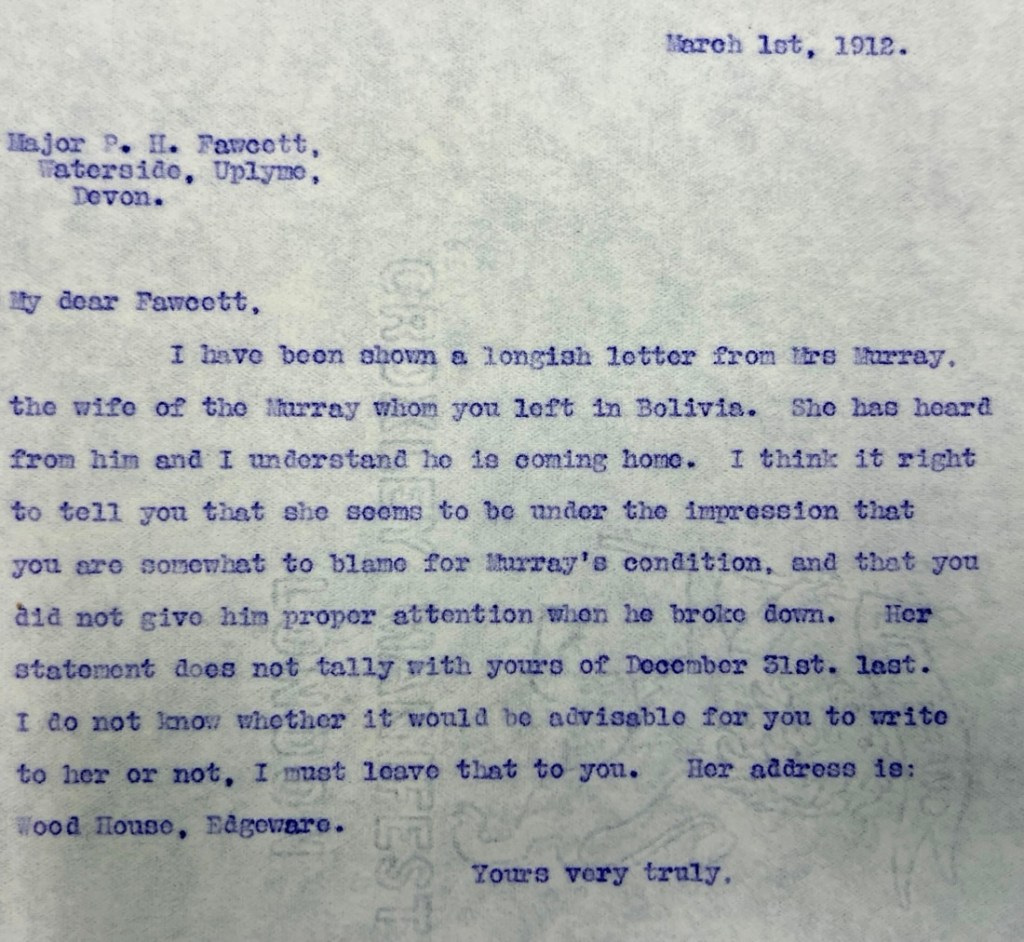 March 1st, 1912.
Major P. H. Fawcett,
Waterside, Uplyme,
Devon.
My dear Fawcett,
I have been shown a longish letter from Mrs Murray,
the wife of the Murray whom you left in Bolivia. She has heard
from him and I understand he is coming home. I think it right
to tell you that she seems to be under the impression that
you are somewhat to blame for Murray's condition, and that you
did not give him proper attention when he broke down. Her
statement does not tally with yours of December 31st. last.
I do not know whether it would be advisable for you to write
to her or not, I must leave that to you. Her address is:
Wood House, Edgeware.
Yours very truly,
LONDON